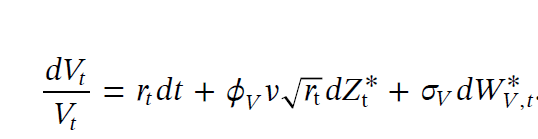 dV_t/V_t = r_t dt + ϕ_V v√r_t dZ_t^* + σ_V dW_{V,t}^*.